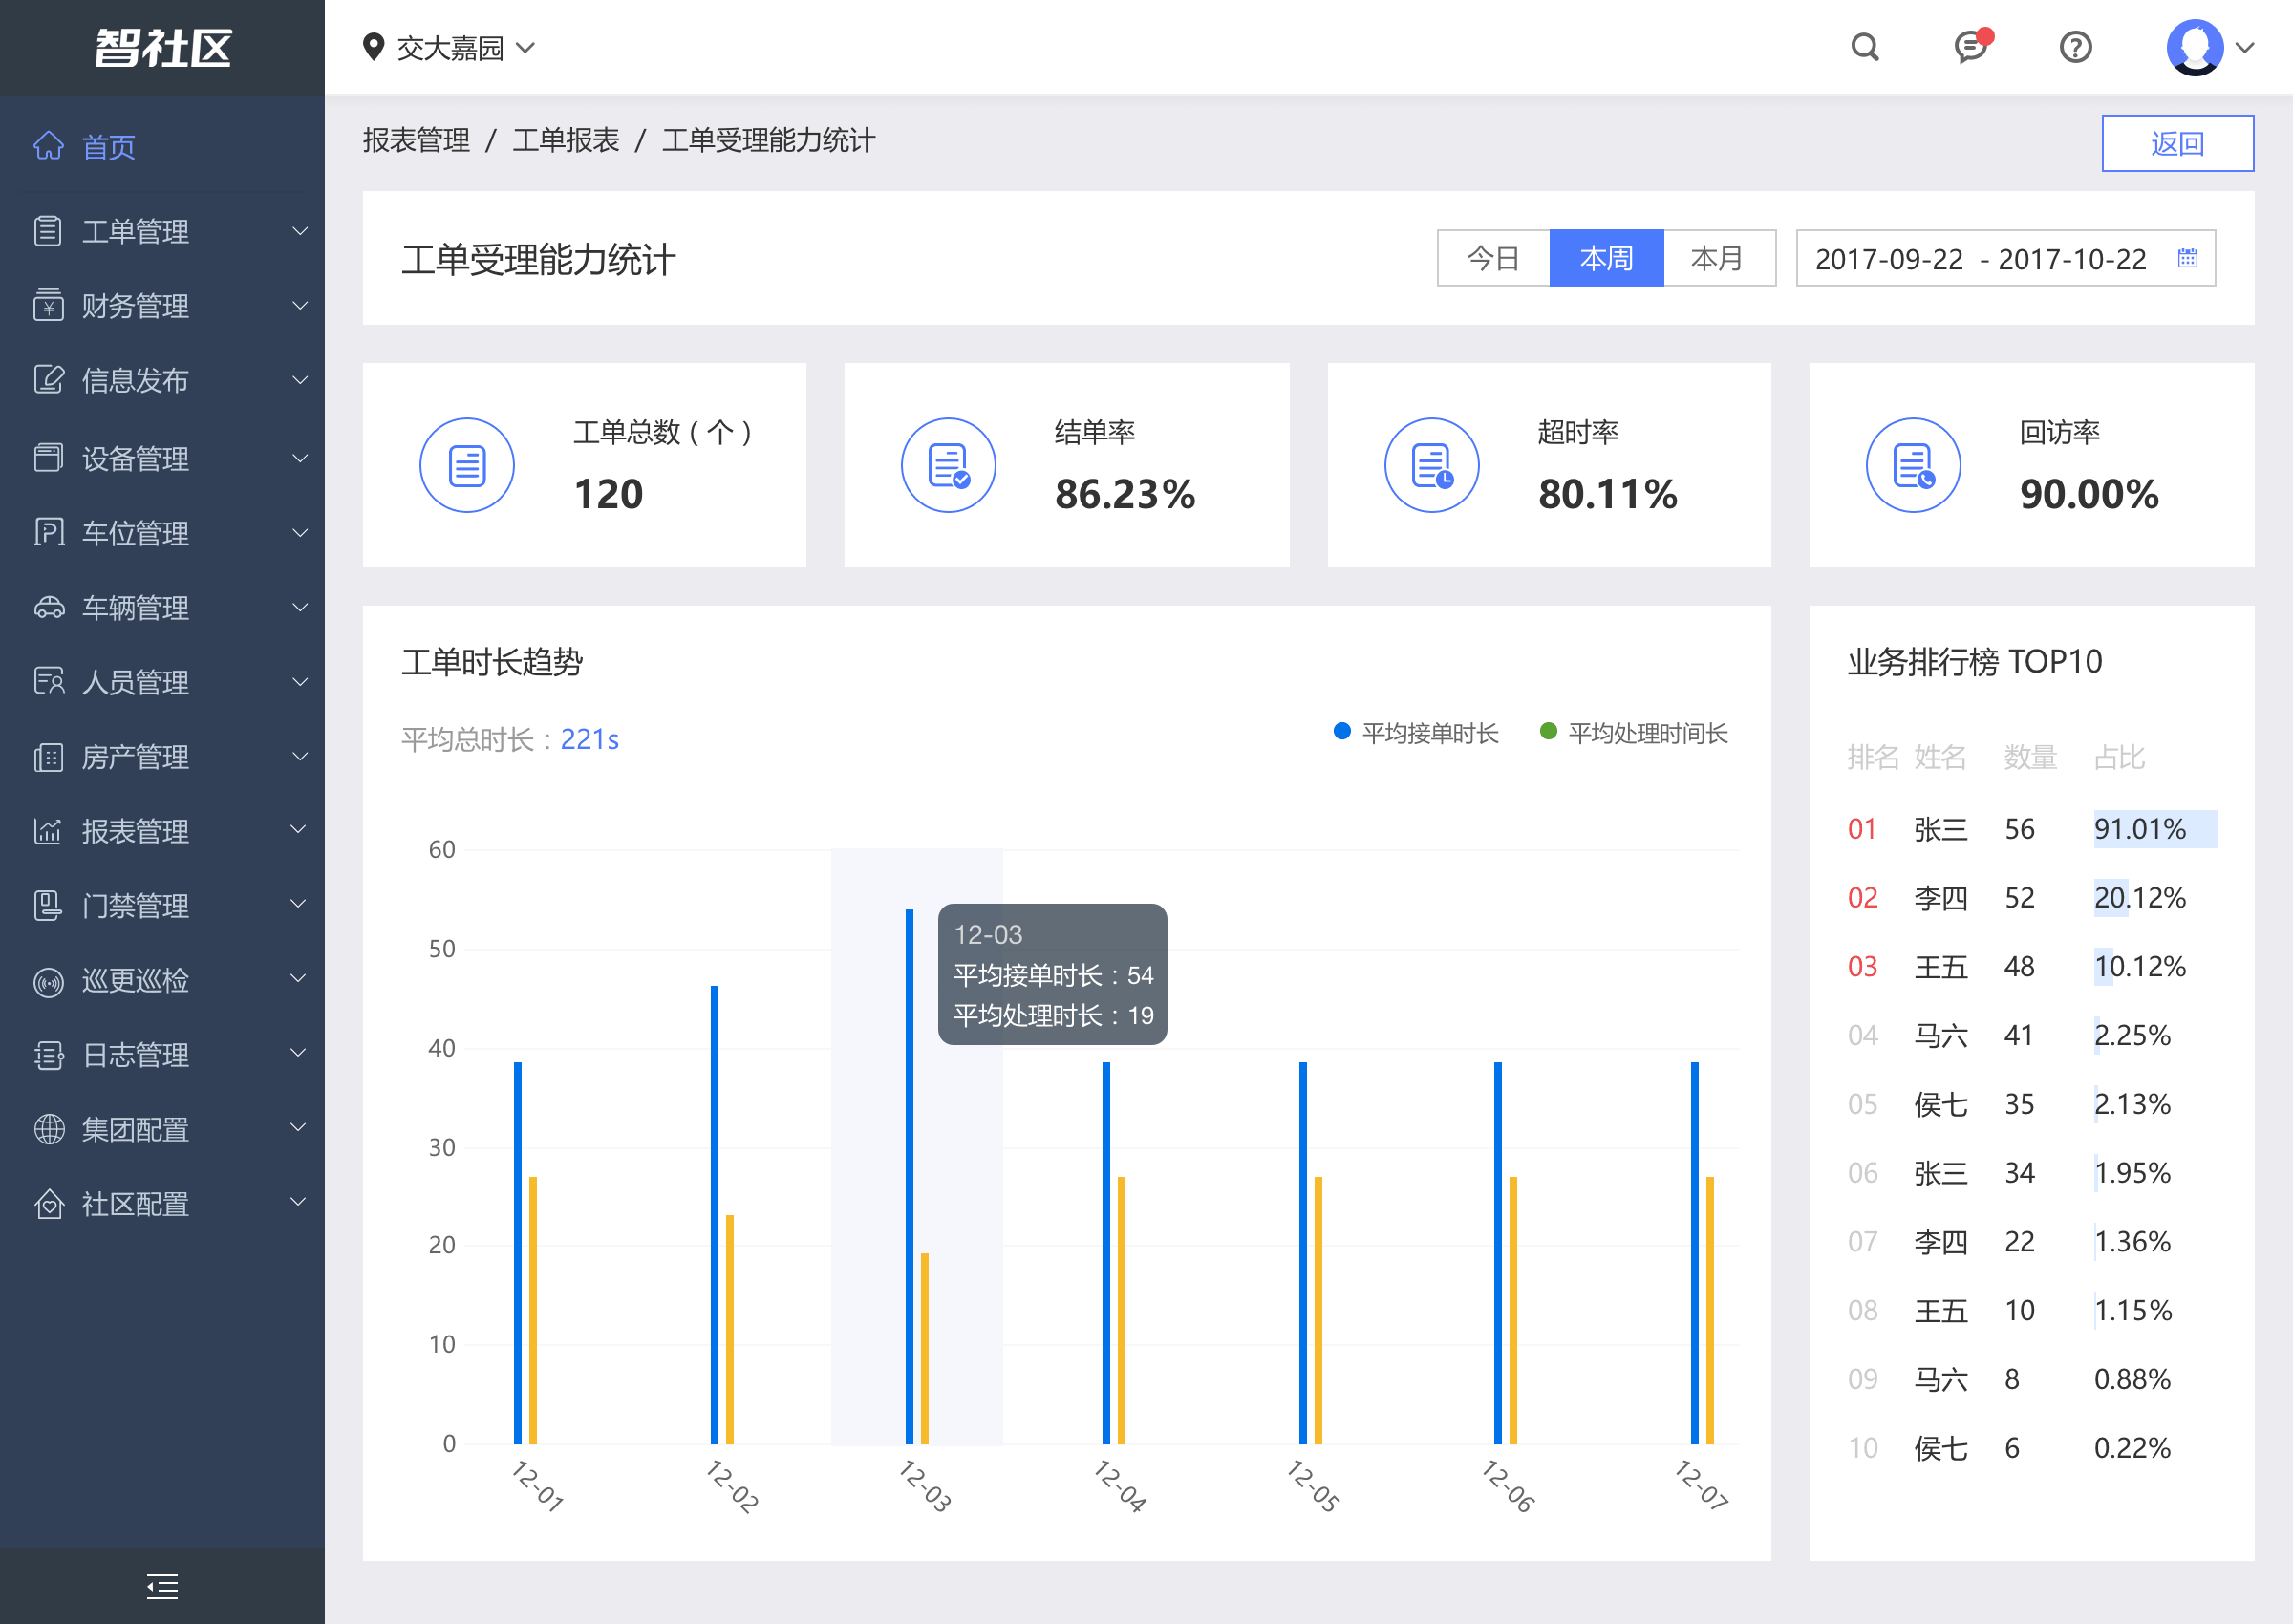 智社区
交大嘉园
首页
工单管理
财务管理
信息发布
设备管理
车位管理
车辆管理
人员管理
房产管理
报表管理
门禁管理
巡更巡检
日志管理
集团配置
社区配置
报表管理 / 工单报表 / 工单受理能力统计
返回
工单受理能力统计
今日 本周 本月 2017-09-22 - 2017-10-22
工单总数（个）
120
结单率
86.23%
超时率
80.11%
回访率
90.00%
工单时长趋势
平均总时长：221s
平均接单时长 平均处理时间长
60
50
40
30
20
10
0
12-03
平均接单时长：54
平均处理时长：19
12-01 12-02 12-03 12-04 12-05 12-06 12-07
业务排行榜 TOP10
排名 姓名 数量 占比
01 张三 56 91.01%
02 李四 52 20.12%
03 王五 48 10.12%
04 马六 41 2.25%
05 侯七 35 2.13%
06 张三 34 1.95%
07 李四 22 1.36%
08 王五 10 1.15%
09 马六 8 0.88%
10 侯七 6 0.22%